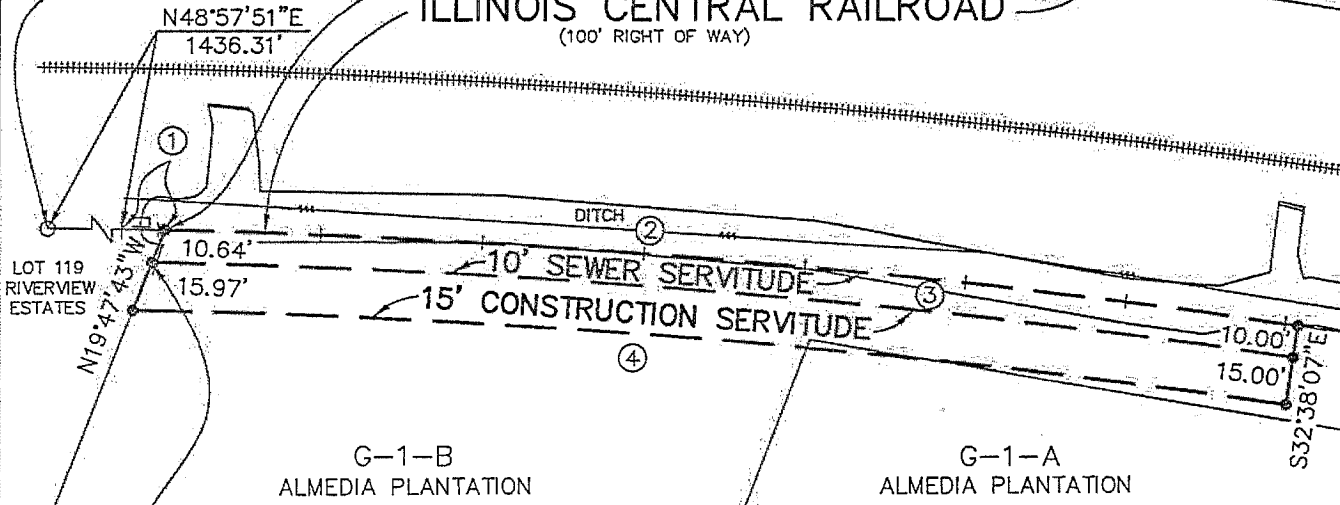 ILLINOIS CENTRAL RAILROAD
(100' RIGHT OF WAY)
N48°57'51"E
1436.31'
1
DITCH
2
10.64'
10' SEWER SERVITUDE
3
LOT 119
RIVERVIEW
ESTATES
N19°47'43"W
15.97'
15' CONSTRUCTION SERVITUDE
4
10.00'
15.00'
S32°38'07"E
G-1-B
ALMEDIA PLANTATION
G-1-A
ALMEDIA PLANTATION